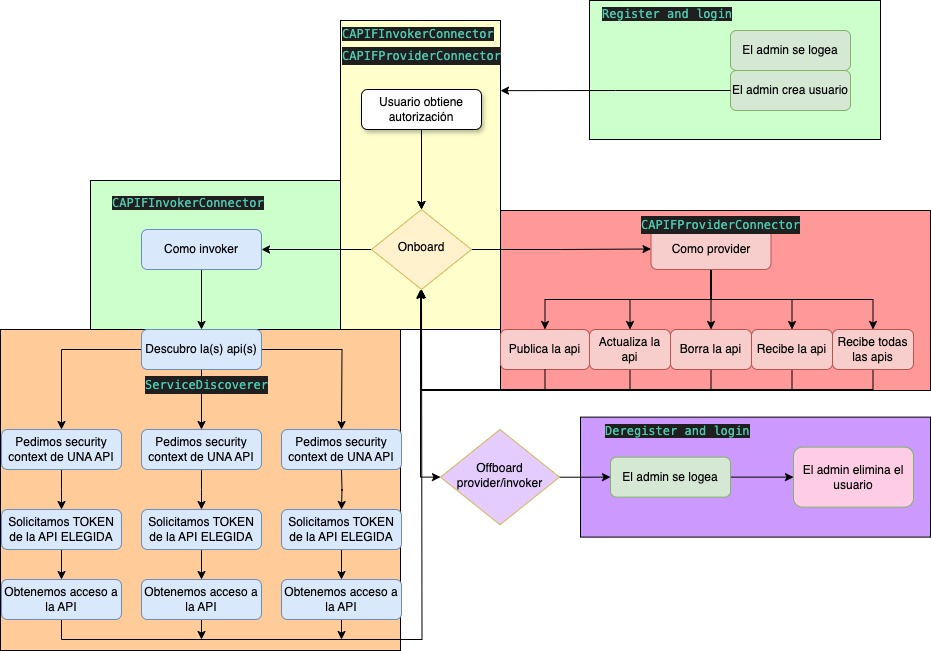 Register and login
El admin se logea
El admin crea usuario
CAPIFInvokerConnector
CAPIFProviderConnector
Usuario obtiene
autorización
Onboard
CAPIFInvokerConnector
Como invoker
CAPIFProviderConnector
Como provider
Publica la api
Actualiza la
api
Borra la api
Recibe la api
Recibe todas
las apis
Descubro la(s) api(s)
ServiceDiscoverer
Pedimos security
context de UNA API
Pedimos security
context de UNA API
Pedimos security
context de UNA API
Solicitamos TOKEN
de la API ELEGIDA
Solicitamos TOKEN
de la API ELEGIDA
Solicitamos TOKEN
de la API ELEGIDA
Obtenemos acceso a
la API
Obtenemos acceso a
la API
Obtenemos acceso a
la API
Offboard
provider/invoker
Deregister and login
El admin se logea
El admin elimina el
usuario